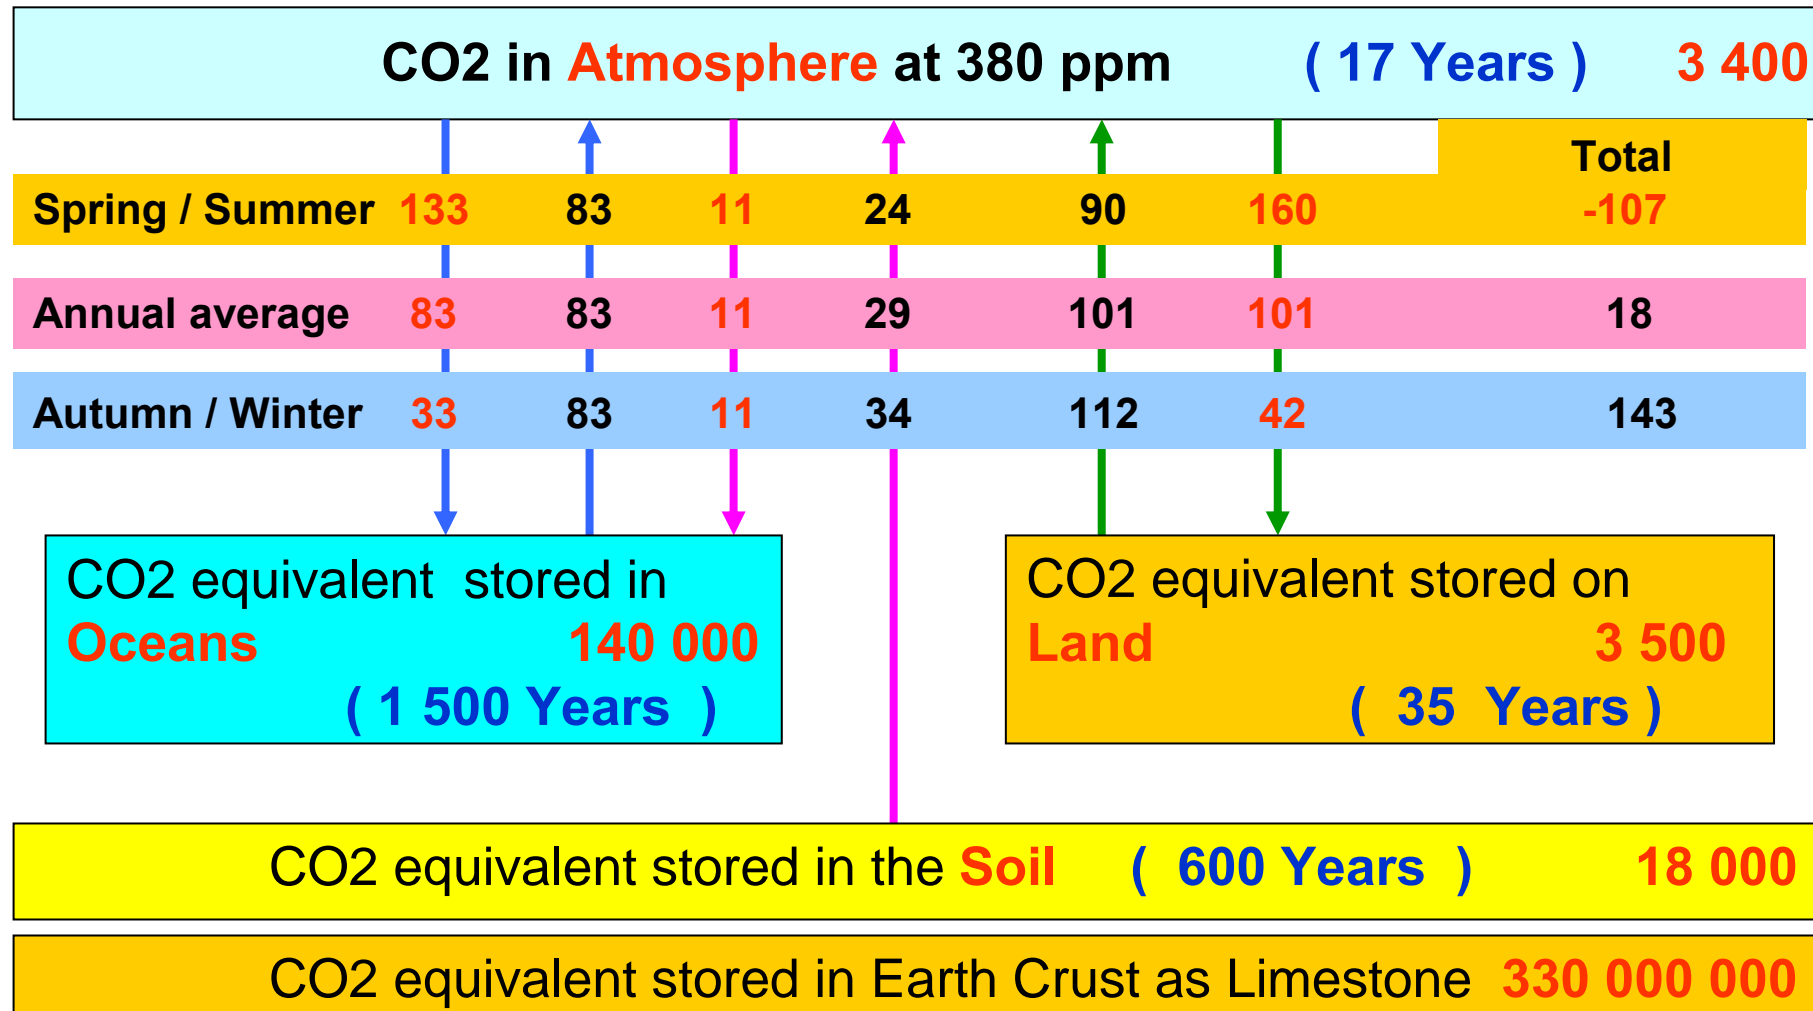 CO2 in Atmosphere at 380 ppm ( 17 Years ) 3 400
Total
Spring / Summer 133 83 11 24 90 160 -107
Annual average 83 83 11 29 101 101 18
Autumn / Winter 33 83 11 34 112 42 143
CO2 equivalent stored in
Oceans 140 000
( 1 500 Years )
CO2 equivalent stored on
Land 3 500
( 35 Years )
CO2 equivalent stored in the Soil ( 600 Years ) 18 000
CO2 equivalent stored in Earth Crust as Limestone 330 000 000